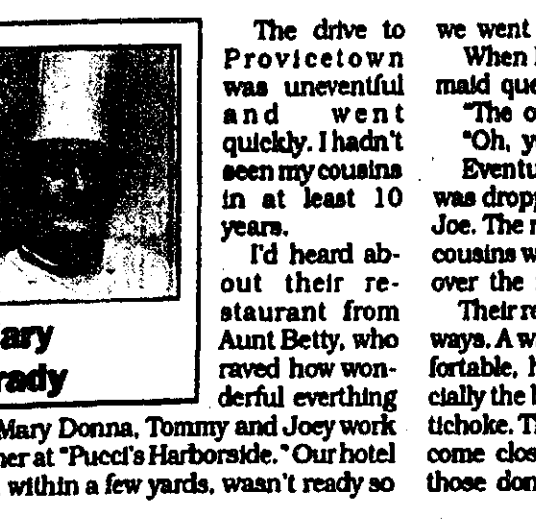 ary
rady
The drive to
Provicetown
was uneventful
and went
quickly. I hadn't
seen my cousins
in at least 10
years.
I'd heard ab-
out their re-
staurant from
Aunt Betty, who
raved how won-
derful everthing
Mary Donna, Tommy and Joey work
her at "Pucci's Harborside." Our hotel
within a few yards, wasn't ready so
we went
When
maid que
"The o
"Oh, y
Eventu
was dropp
Joe. The
cousins w
over the
Their re
ways. A w
fortable, h
cially the b
tichoke. T
come clos
those don